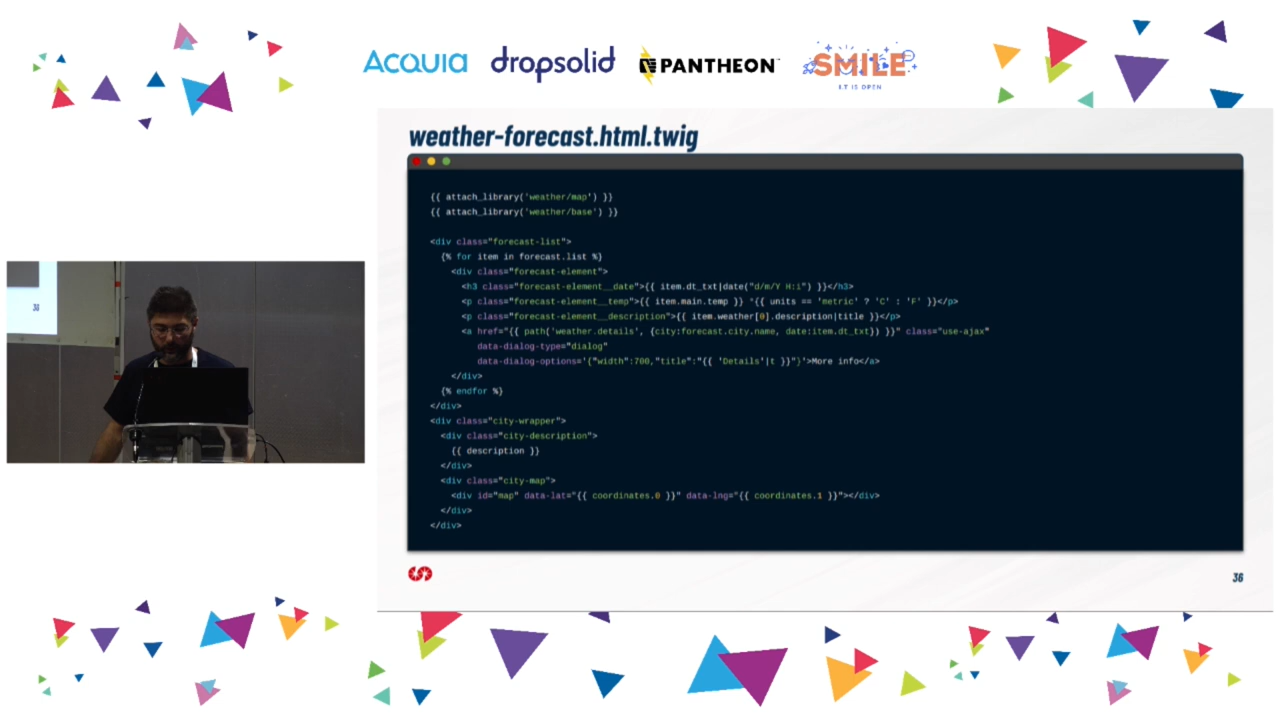 ACQUIA dropsolid PANTHEON SMILE
I.T IS OPEN
weather-forecast.html.twig
{{ attach_library('weather/map') }}
{{ attach_library('weather/base') }}
<div class="forecast-list">
{% for item in forecast.list %}
<div class="forecast-element">
<h3 class="forecast-element__date">{{ item.dt_txt|date("d/m/Y H:i") }}</h3>
<p class="forecast-element__temp">{{ item.main.temp }} °{{ units == 'metric' ? 'C' : 'F' }}</p>
<p class="forecast-element__description">{{ item.weather[0].description|title }}</p>
<a href="{{ path('weather.details', {city:forecast.city.name, date:item.dt_txt}) }}" class="use-ajax"
data-dialog-type="dialog"
data-dialog-options='{"width":700,"title":"{{ 'Details'|t }}"}'>More info</a>
</div>
{% endfor %}
</div>
<div class="city-wrapper">
<div class="city-description">
{{ description }}
</div>
<div class="city-map">
<div id="map" data-lat="{{ coordinates.0 }}" data-lng="{{ coordinates.1 }}"></div>
</div>
</div>
36
36